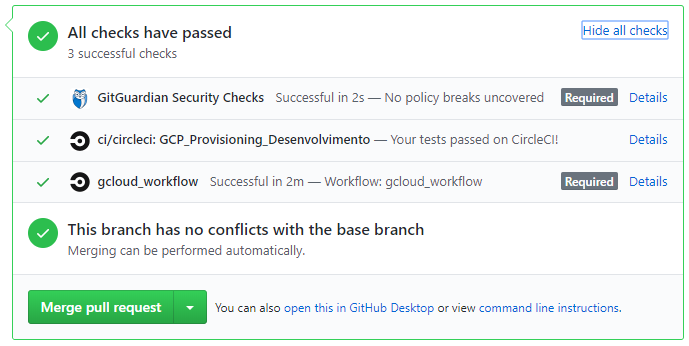 All checks have passed
Hide all checks
3 successful checks
GitGuardian Security Checks Successful in 2s — No policy breaks uncovered Required Details
ci/circleci: GCP_Provisioning_Desenvolvimento — Your tests passed on CircleCI! Details
gcloud_workflow Successful in 2m — Workflow: gcloud_workflow Required Details
This branch has no conflicts with the base branch
Merging can be performed automatically.
Merge pull request You can also open this in GitHub Desktop or view command line instructions.